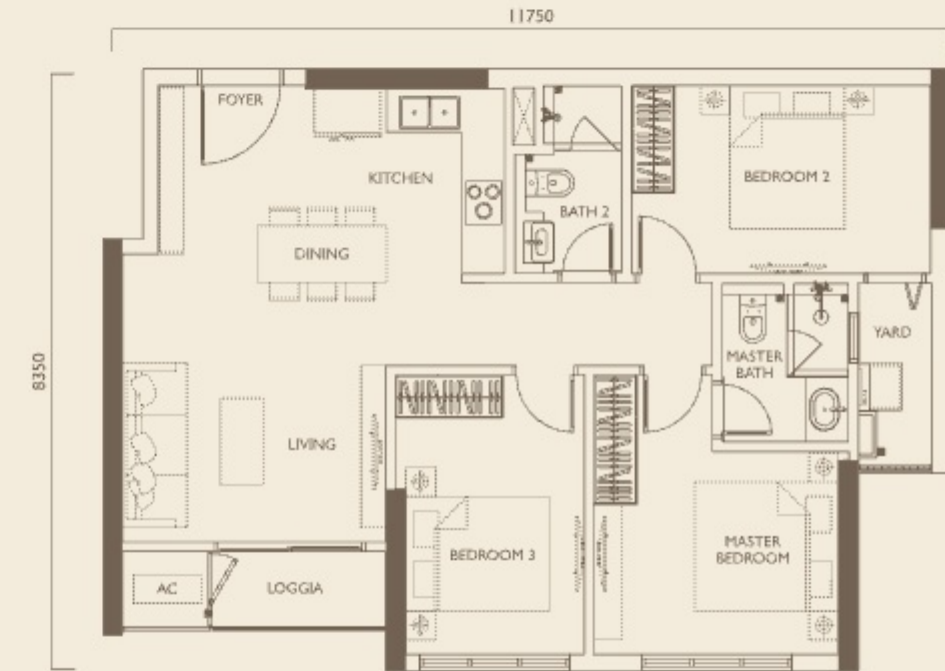 11750
FOYER
KITCHEN
BEDROOM 2
BATH 2
DINING
YARD
MASTER
BATH
8350
LIVING
BEDROOM 3
MASTER
BEDROOM
AC
LOGGIA